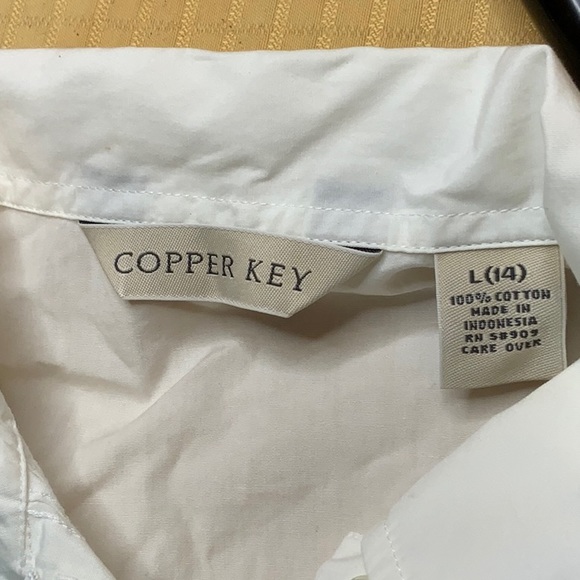 COPPER KEY
L(14)
100% COTTON
MADE IN
INDONESIA
RN 58909
CARE OVER